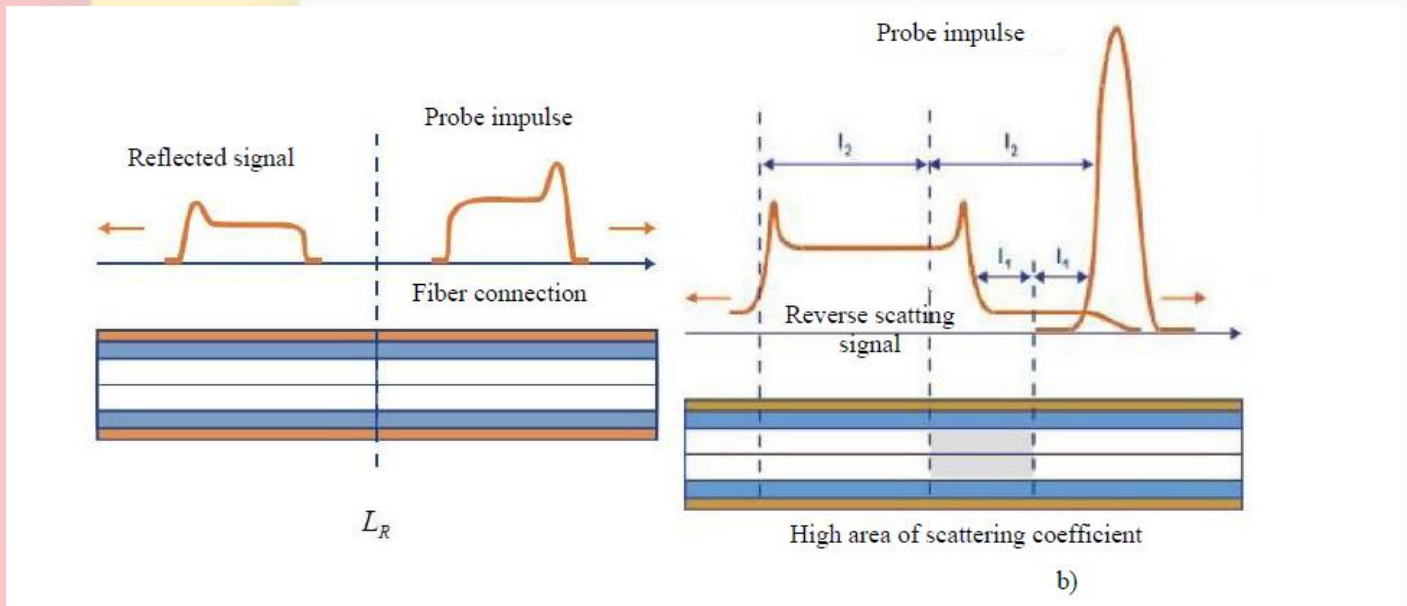 Probe impulse
Reflected signal
Fiber connection
L_R
Probe impulse
l₂
l₂
l₁
l₁
Reverse scatting
signal
High area of scattering coefficient
b)